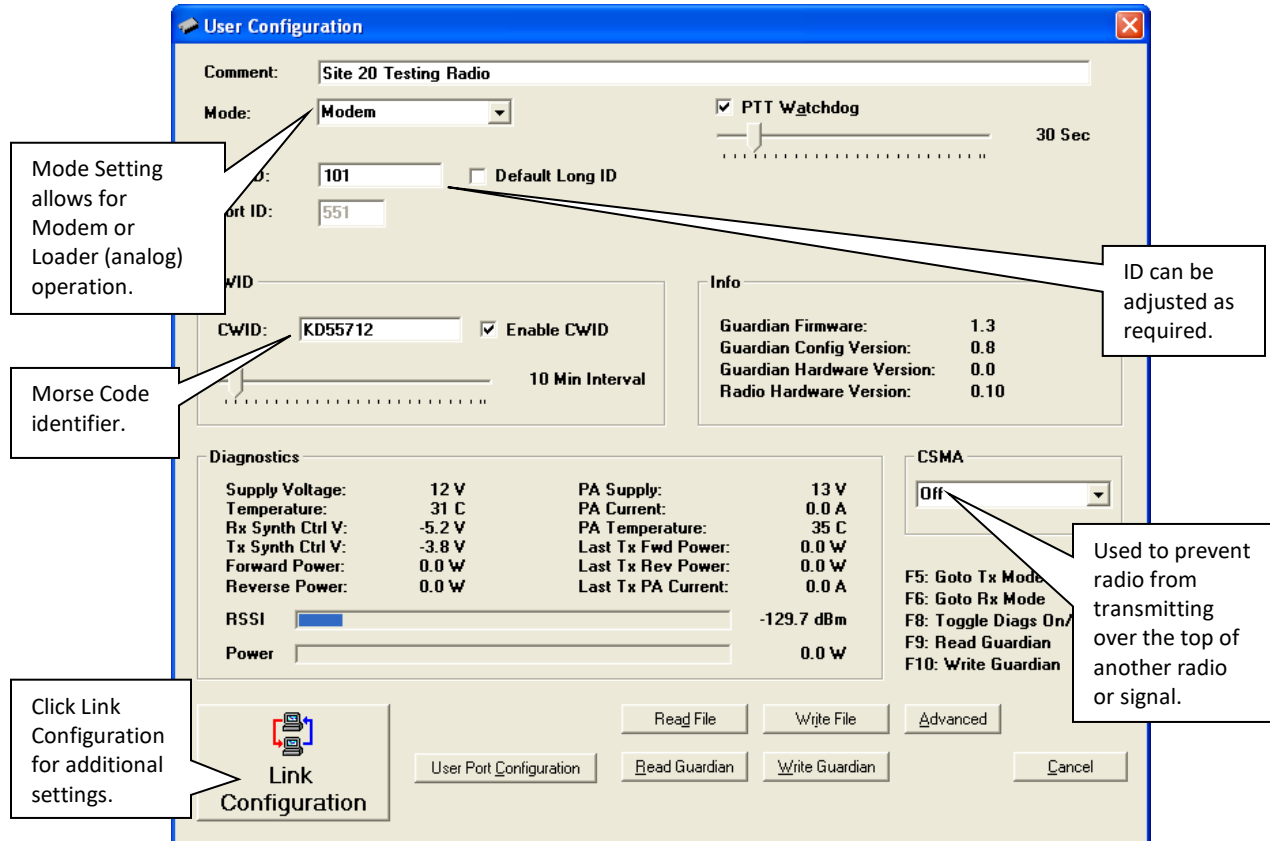 User Configuration
Comment: Site 20 Testing Radio
Mode: Modem
PTT Watchdog
30 Sec
Mode Setting
allows for
Modem or
Loader (analog)
operation.
D: 101 Default Long ID
ort ID: 551
ID can be
adjusted as
required.
WID
CWID: KD55712 Enable CWID
10 Min Interval
Morse Code
identifier.
Info
Guardian Firmware: 1.3
Guardian Config Version: 0.8
Guardian Hardware Version: 0.0
Radio Hardware Version: 0.10
Diagnostics
Supply Voltage: 12 V PA Supply: 13 V
Temperature: 31 C PA Current: 0.0 A
Rx Synth Ctrl V: -5.2 V PA Temperature: 35 C
Tx Synth Ctrl V: -3.8 V Last Tx Fwd Power: 0.0 W
Forward Power: 0.0 W Last Tx Rev Power: 0.0 W
Reverse Power: 0.0 W Last Tx PA Current: 0.0 A
RSSI -129.7 dBm
Power 0.0 W
CSMA
Off
Used to prevent
radio from
transmitting
over the top of
another radio
or signal.
F5: Goto Tx Mode
F6: Goto Rx Mode
F8: Toggle Diags On/
F9: Read Guardian
F10: Write Guardian
Click Link
Configuration
for additional
settings.
Link
Configuration
Read File Write File Advanced
User Port Configuration Read Guardian Write Guardian Cancel